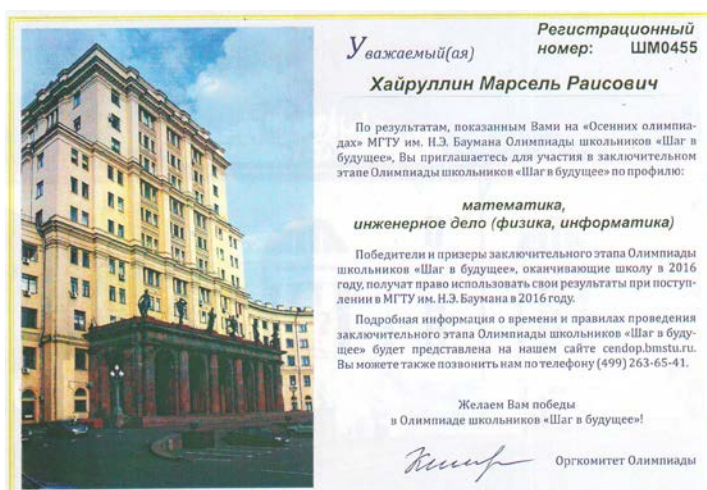 Уважаемый(ая)
Регистрационный
номер: ШМ0455
Хайруллин Марсель Раисович
По результатам, показанным Вами на «Осенних олимпиа-
дах» МГТУ им. Н.Э. Баумана Олимпиады школьников «Шаг в
будущее», Вы приглашаетесь для участия в заключительном
этапе Олимпиады школьников «Шаг в будущее» по профилю:
математика,
инженерное дело (физика, информатика)
Победители и призеры заключительного этапа Олимпиады
школьников «Шаг в будущее», оканчивающие школу в 2016
году, получат право использовать свои результаты при поступ-
лении в МГТУ им. Н.Э. Баумана в 2016 году.
Подробная информация о времени и правилах проведения
заключительного этапа Олимпиады школьников «Шаг в буду-
щее» будет представлена на нашем сайте cendop.bmstu.ru.
Вы можете также позвонить нам по телефону (499) 263-65-41.
Желаем Вам победы
в Олимпиаде школьников «Шаг в будущее»!
Оргкомитет Олимпиады